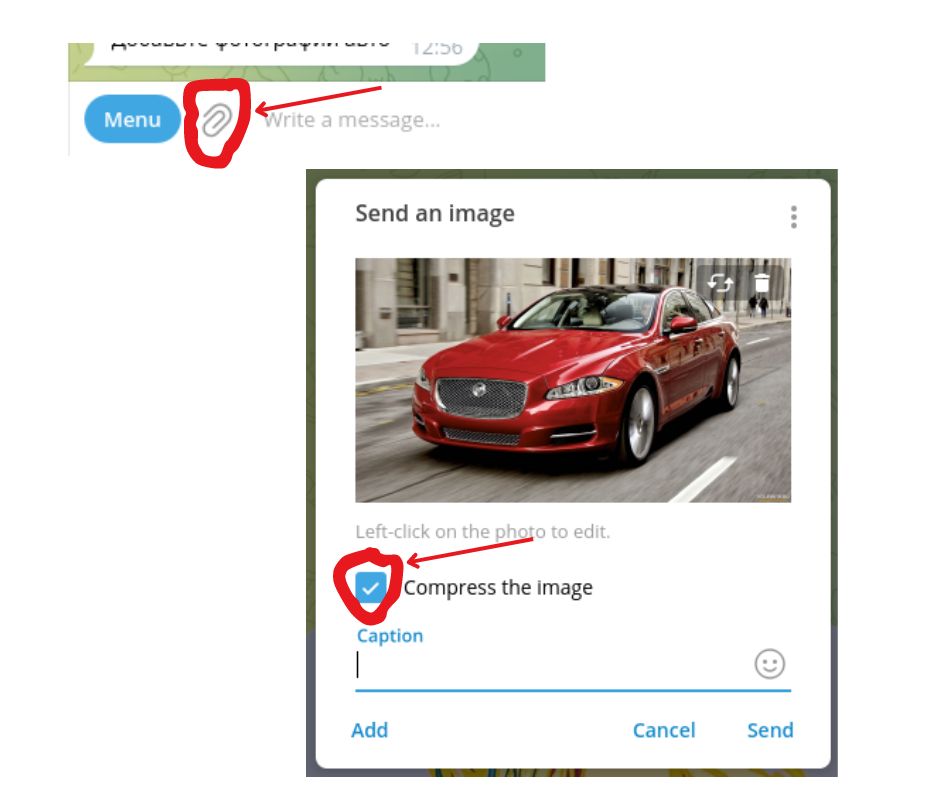 Добавьте фотографии авто 12:56
Menu Write a message...
Send an image
Left-click on the photo to edit.
Compress the image
Caption
Add Cancel Send